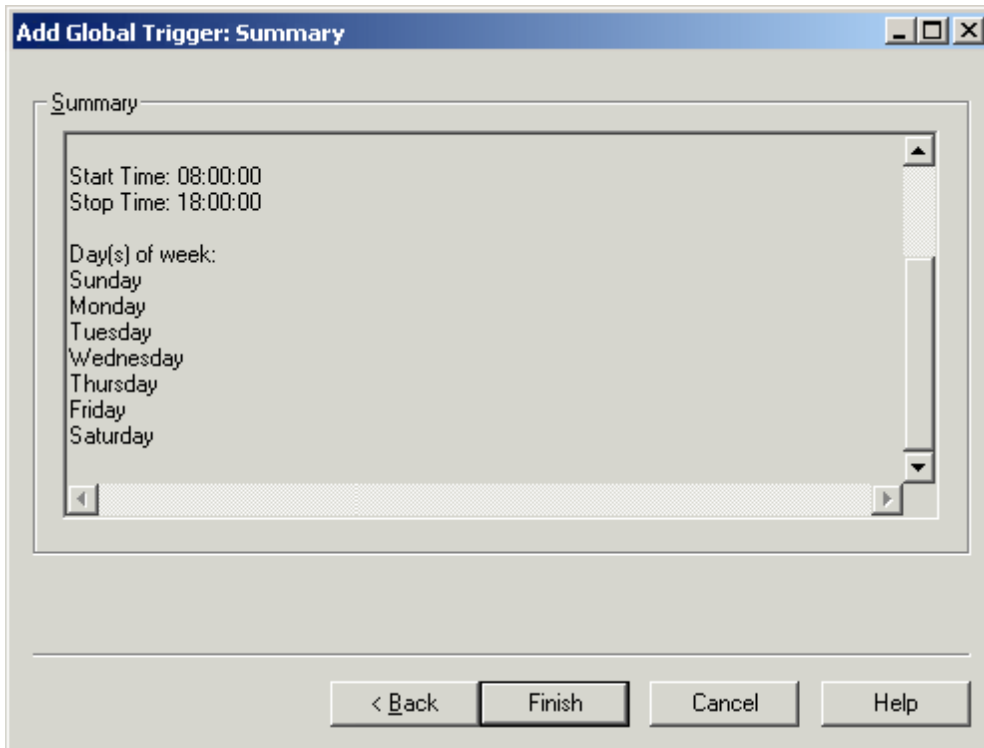 Add Global Trigger: Summary
Summary
Start Time: 08:00:00
Stop Time: 18:00:00
Day(s) of week:
Sunday
Monday
Tuesday
Wednesday
Thursday
Friday
Saturday
< Back
Finish
Cancel
Help